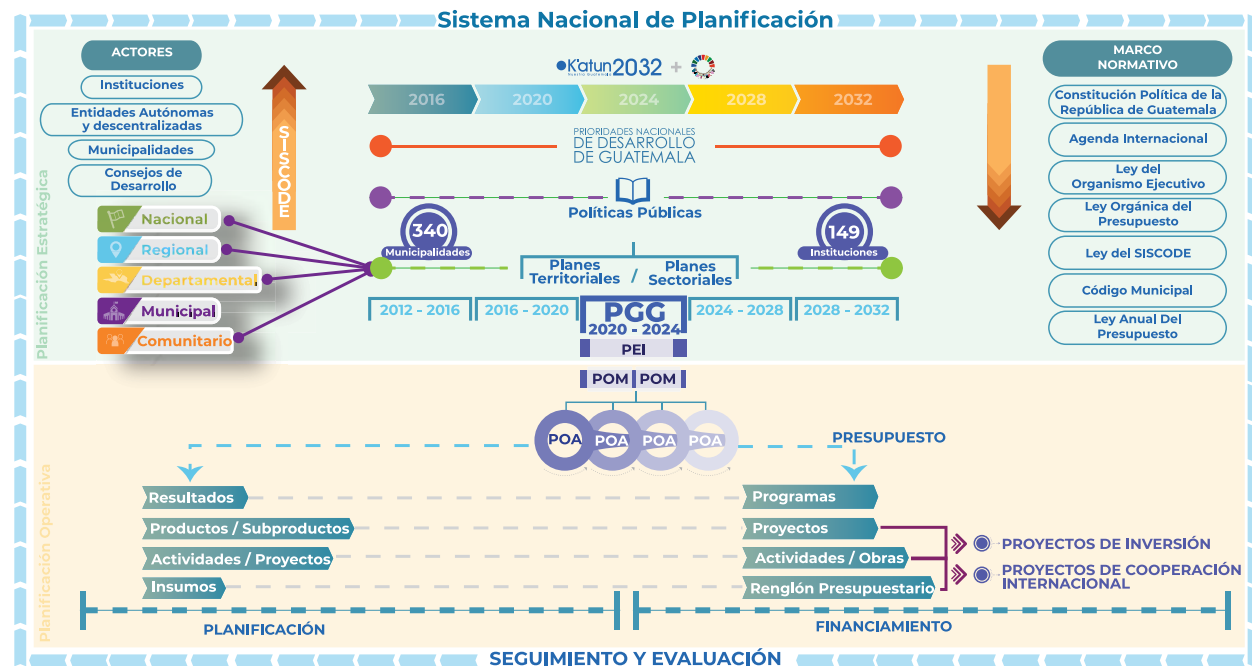 Sistema Nacional de Planificación
ACTORES
Instituciones
Entidades Autónomas
y descentralizadas
Municipalidades
Consejos de
Desarrollo
Nacional
Regional
Departamental
Municipal
Comunitario
SISCODE
Planificación Estratégica
K'atun2032 +
2016
2020
2024
2028
2032
PRIORIDADES NACIONALES
DE DESARROLLO
DE GUATEMALA
Políticas Públicas
340
Municipalidades
149
Instituciones
Planes
Territoriales
/
Planes
Sectoriales
2012 - 2016
2016 - 2020
PGG
2020 - 2024
2024 - 2028
2028 - 2032
PEI
MARCO
NORMATIVO
Constitución Política de la
República de Guatemala
Agenda Internacional
Ley del
Organismo Ejecutivo
Ley Orgánica del
Presupuesto
Ley del SISCODE
Código Municipal
Ley Anual Del
Presupuesto
Planificación Operativa
POM POM
POA
POA
POA
POA
PRESUPUESTO
Resultados
Productos / Subproductos
Actividades / Proyectos
Insumos
Programas
Proyectos
Actividades / Obras
Renglón Presupuestario
PROYECTOS DE INVERSIÓN
PROYECTOS DE COOPERACIÓN
INTERNACIONAL
PLANIFICACIÓN
FINANCIAMIENTO
SEGUIMIENTO Y EVALUACIÓN